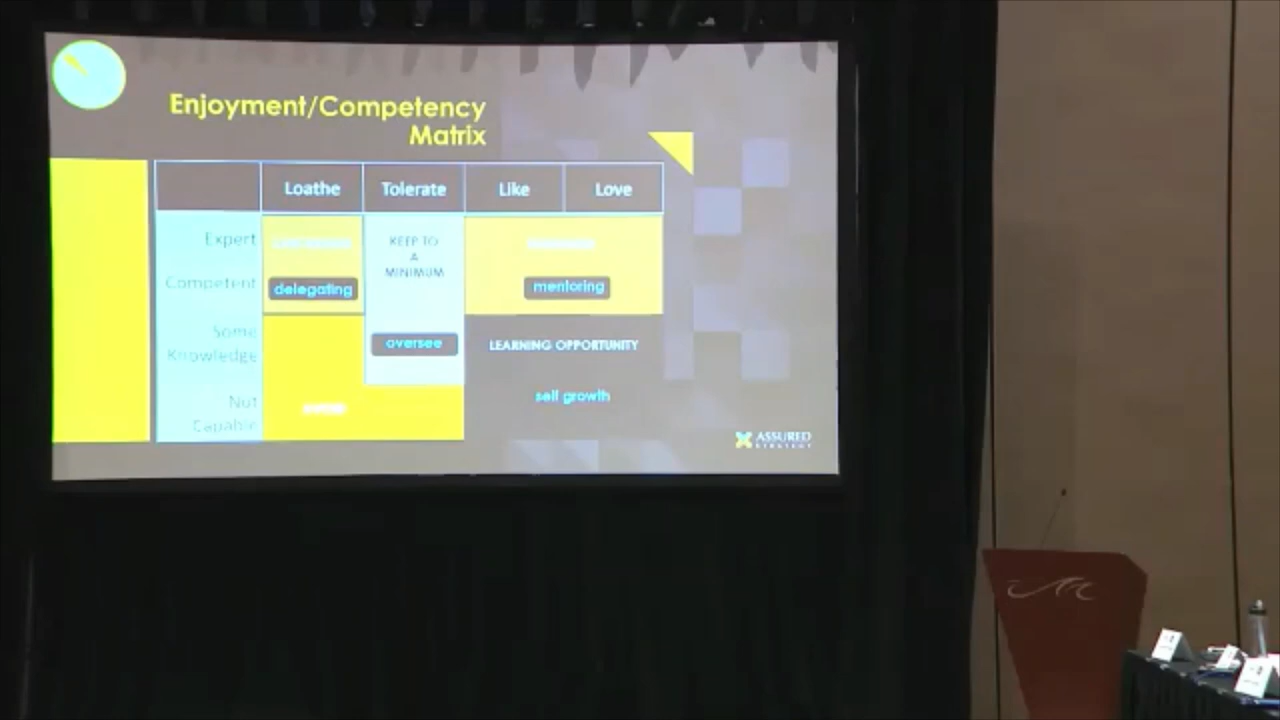 Enjoyment/Competency
Matrix
Loathe
Tolerate
Like
Love
Expert
KEEP TO
A
MINIMUM
Competent
delegating
mentoring
Some
Knowledge
oversee
LEARNING OPPORTUNITY
self growth
Not
Capable
ASSURED
STRATEGY